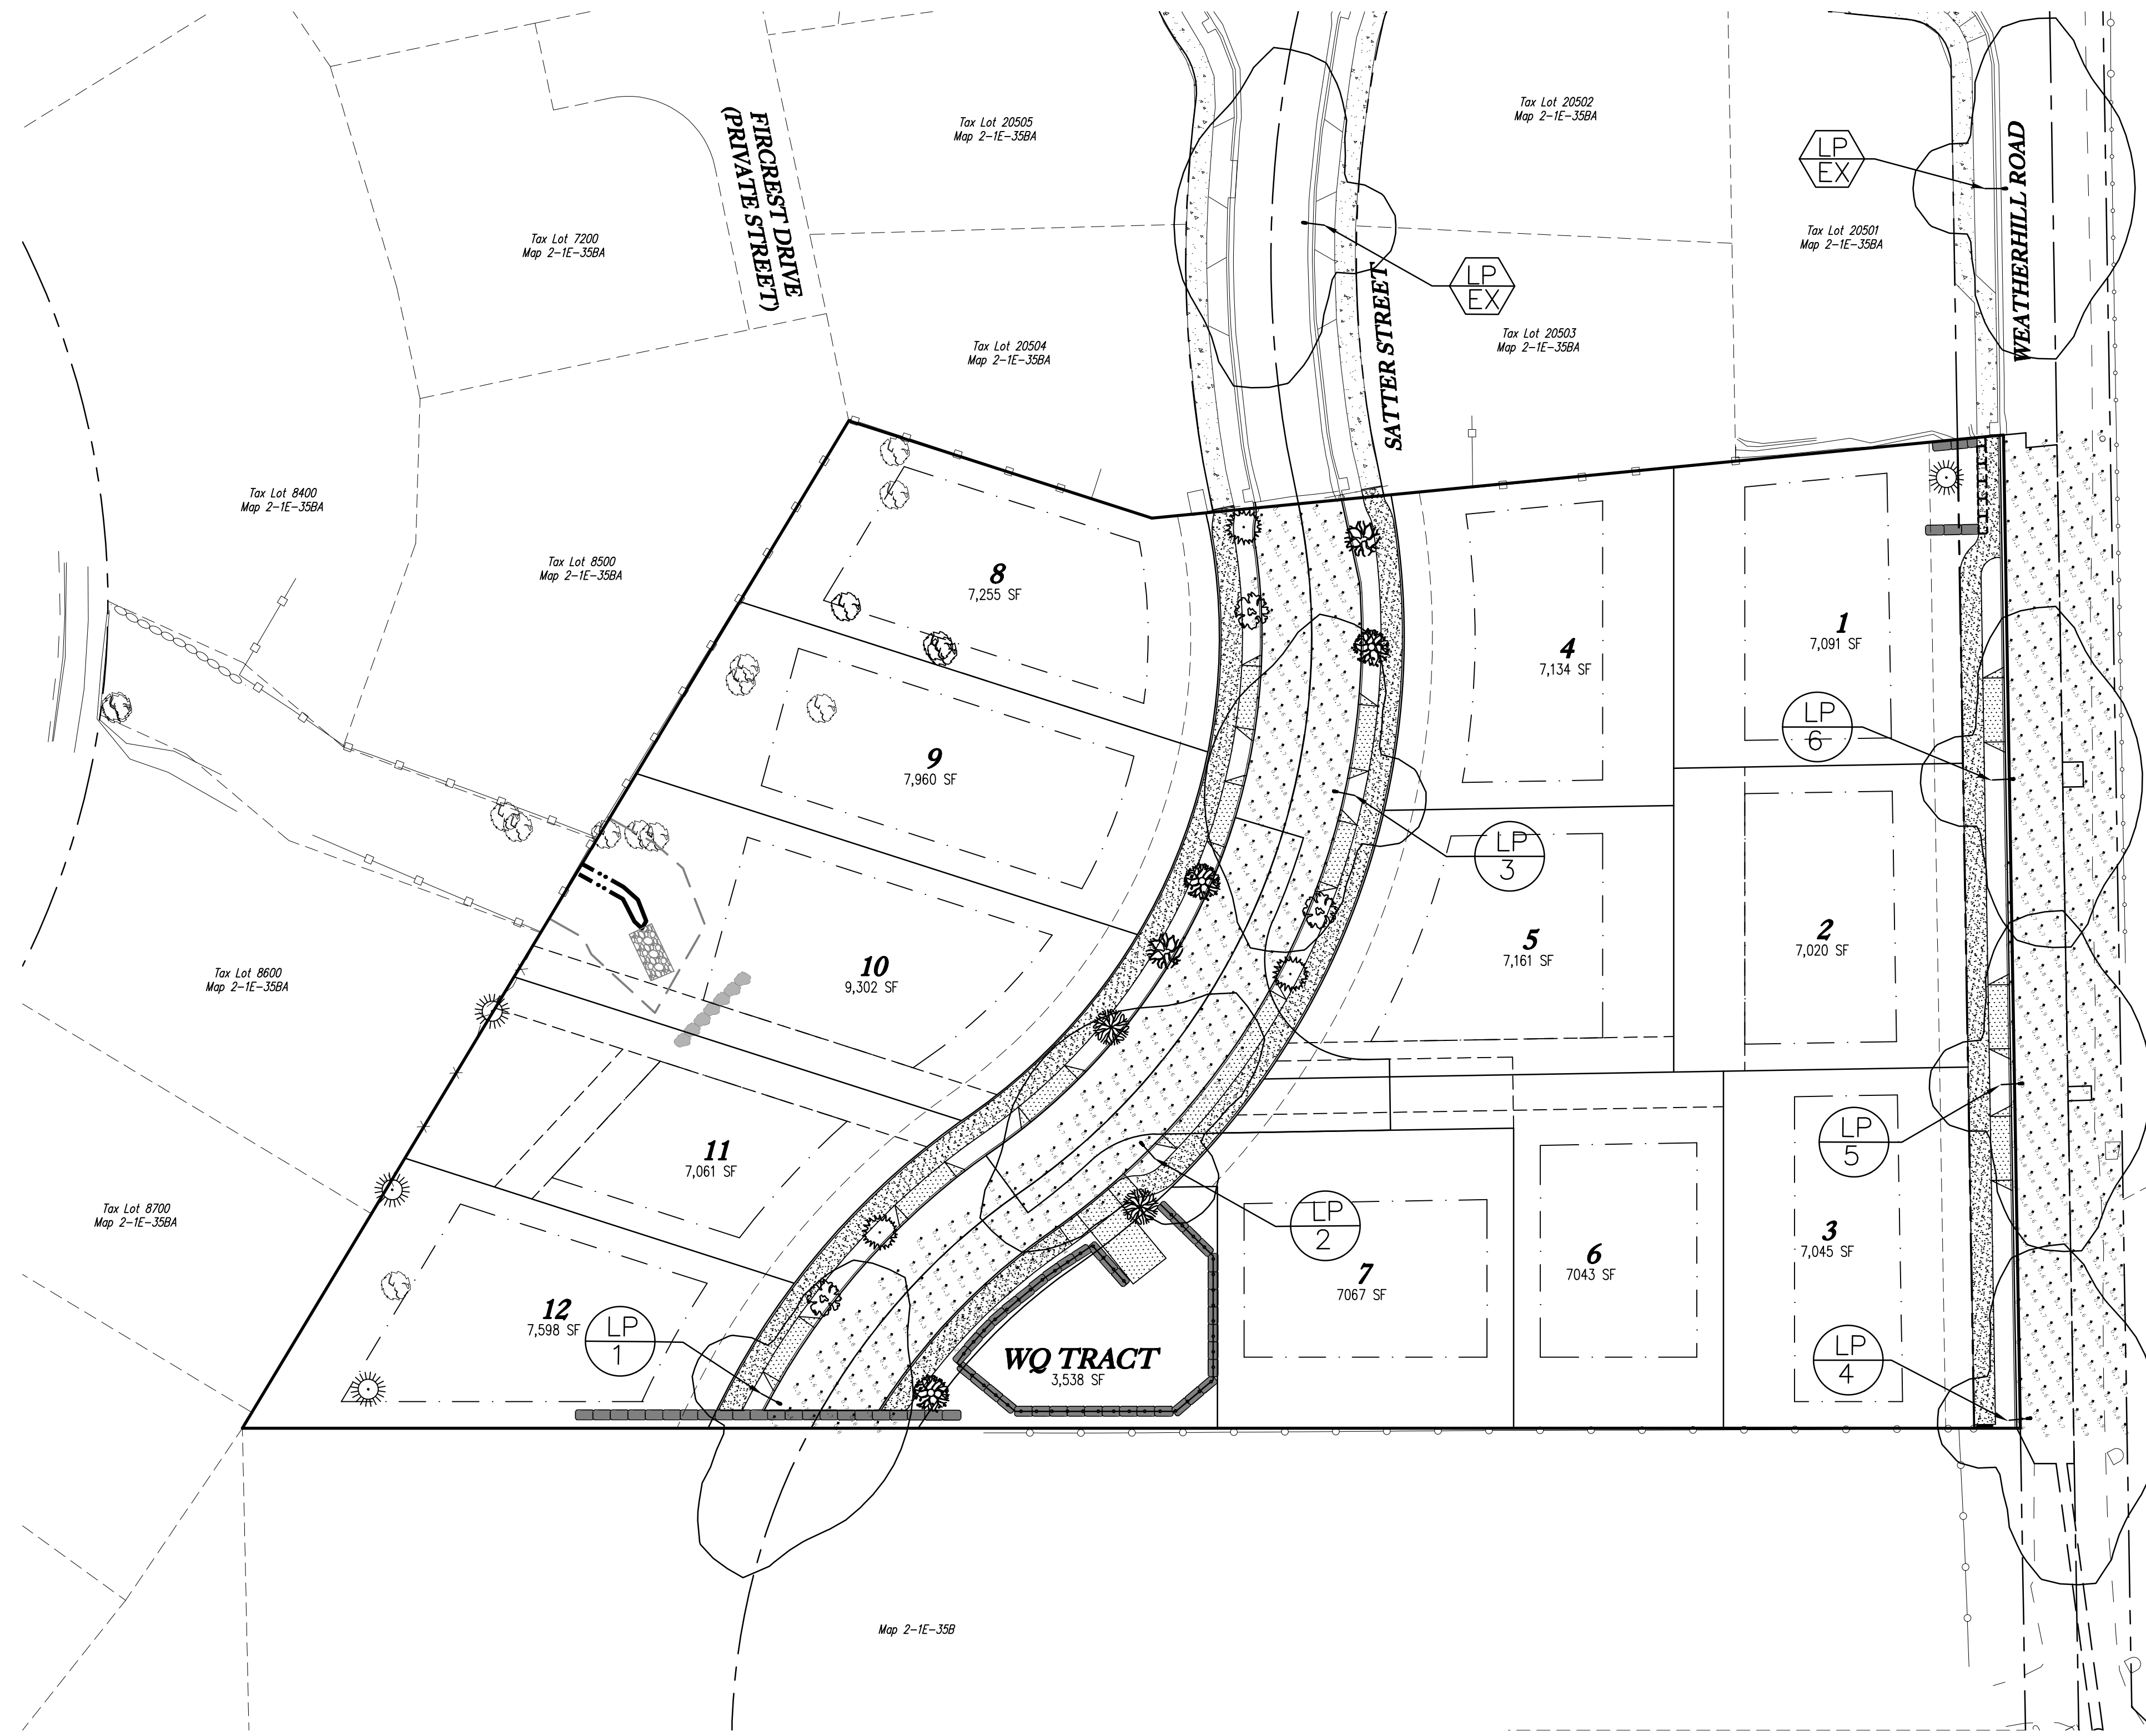 FIRCREST DRIVE
(PRIVATE STREET)
Tax Lot 20505
Map 2-1E-35BA
Tax Lot 20502
Map 2-1E-35BA
LP
EX
WEATHERHILL ROAD
Tax Lot 7200
Map 2-1E-35BA
Tax Lot 20501
Map 2-1E-35BA
LP
EX
SATTER STREET
Tax Lot 20504
Map 2-1E-35BA
Tax Lot 20503
Map 2-1E-35BA
Tax Lot 8400
Map 2-1E-35BA
Tax Lot 8500
Map 2-1E-35BA
8
7,255 SF
4
7,134 SF
1
7,091 SF
LP
6
9
7,960 SF
LP
3
10
9,302 SF
5
7,161 SF
2
7,020 SF
Tax Lot 8600
Map 2-1E-35BA
LP
5
11
7,061 SF
Tax Lot 8700
Map 2-1E-35BA
LP
2
3
7,045 SF
6
7043 SF
7
7067 SF
12
7,598 SF
LP
1
WQ TRACT
3,538 SF
LP
4
Map 2-1E-35B